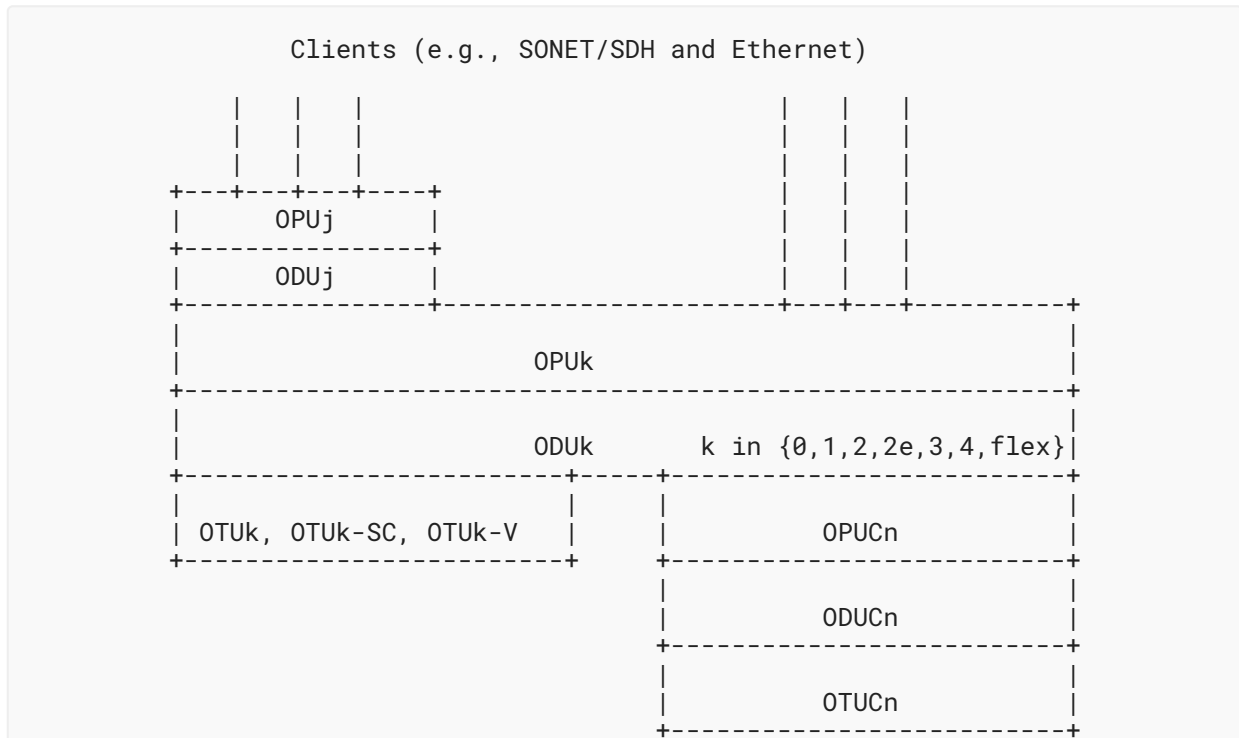 Clients (e.g., SONET/SDH and Ethernet)
OPUj
ODUj
OPUk
ODUk k in {0,1,2,2e,3,4,flex}
OTUk, OTUk-SC, OTUk-V OPUCn
ODUCn
OTUCn